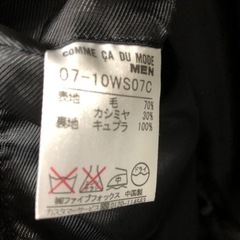 COMME ÇA DU MODE
MEN
07-10WS07C
表地 毛 70%
カシミヤ 30%
裏地 キュプラ 100%
㈱ファイブフォックス 中国製